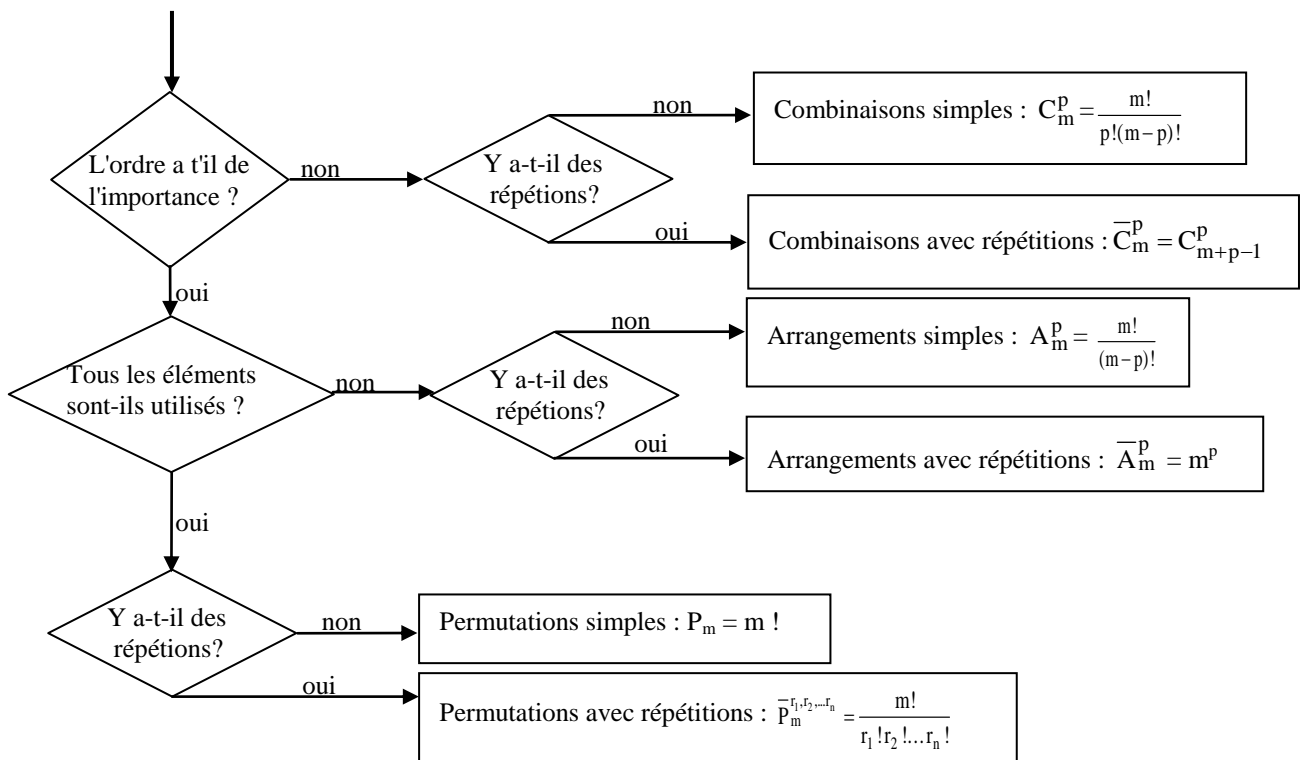 L'ordre a t'il de
l'importance ?
non
Y a-t-il des
répétions?
non
Combinaisons simples : C_m^p = m! / p!(m−p)!
oui
Combinaisons avec répétitions : C̅_m^p = C_{m+p−1}^p
oui
Tous les éléments
sont-ils utilisés ?
non
Y a-t-il des
répétions?
non
Arrangements simples : A_m^p = m! / (m−p)!
oui
Arrangements avec répétitions : A̅_m^p = m^p
oui
Y a-t-il des
répétions?
non
Permutations simples : P_m = m !
oui
Permutations avec répétitions : P̅_m^{r_1,r_2,...r_n} = m! / r_1 !r_2 !...r_n !